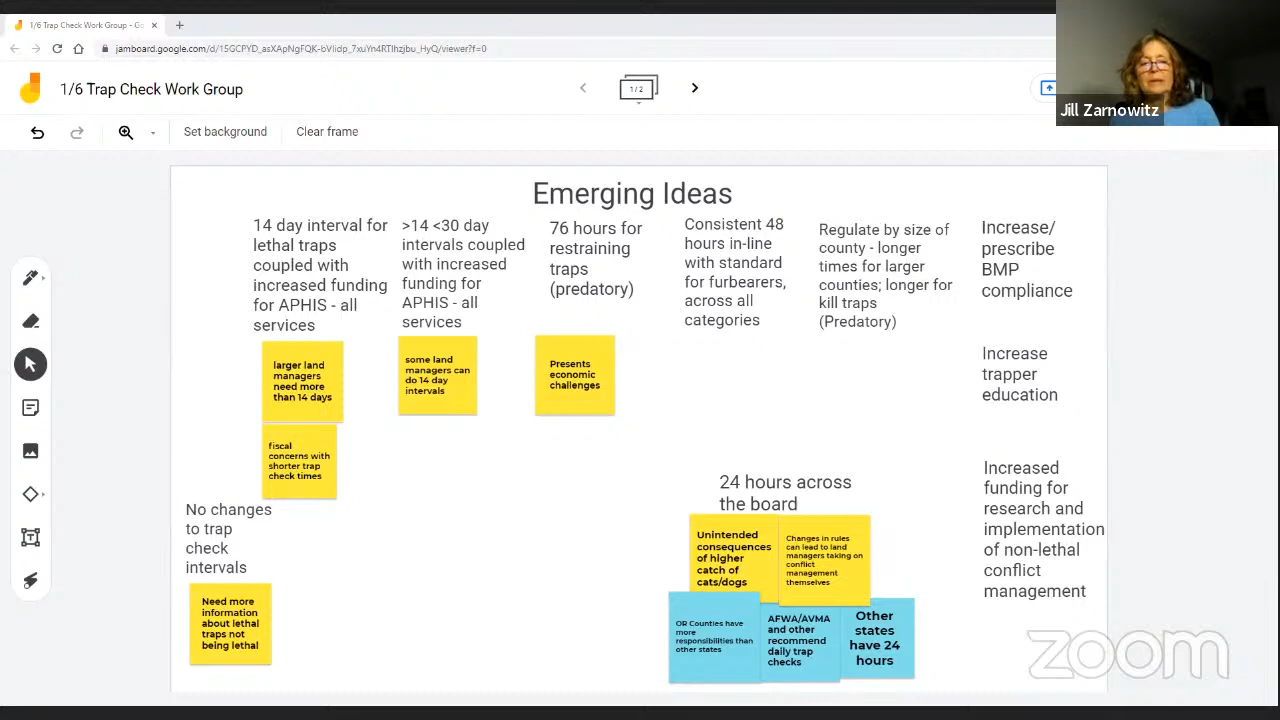 1/6 Trap Check Work Group - Go
jamboard.google.com/d/15GCPYD_asXApNgFQK-bVIidp_7xuYn4RTIhzjbu_HyQ/viewer?f=0
1/6 Trap Check Work Group
1/2
Jill Zarnowitz
Set background
Clear frame
Emerging Ideas
14 day interval for
lethal traps
coupled with
increased funding
for APHIS - all
services
larger land
managers
need more
than 14 days
fiscal
concerns with
shorter trap
check times
>14 <30 day
intervals coupled
with increased
funding for
APHIS - all
services
some land
managers can
do 14 day
intervals
76 hours for
restraining
traps
(predatory)
Presents
economic
challenges
Consistent 48
hours in-line
with standard
for furbearers,
across all
categories
Regulate by size of
county - longer
times for larger
counties; longer for
kill traps
(Predatory)
Increase/
prescribe
BMP
compliance
Increase
trapper
education
Increased
funding for
research and
implementation
of non-lethal
conflict
management
No changes
to trap
check
intervals
Need more
information
about lethal
traps not
being lethal
24 hours across
the board
Unintended
consequences
of higher
catch of
cats/dogs
Changes in rules
can lead to land
managers taking on
conflict
management
themselves
OR Counties have
more
responsibilities than
other states
AFWA/AVMA
and other
recommend
daily trap
checks
Other
states
have 24
hours
zoom